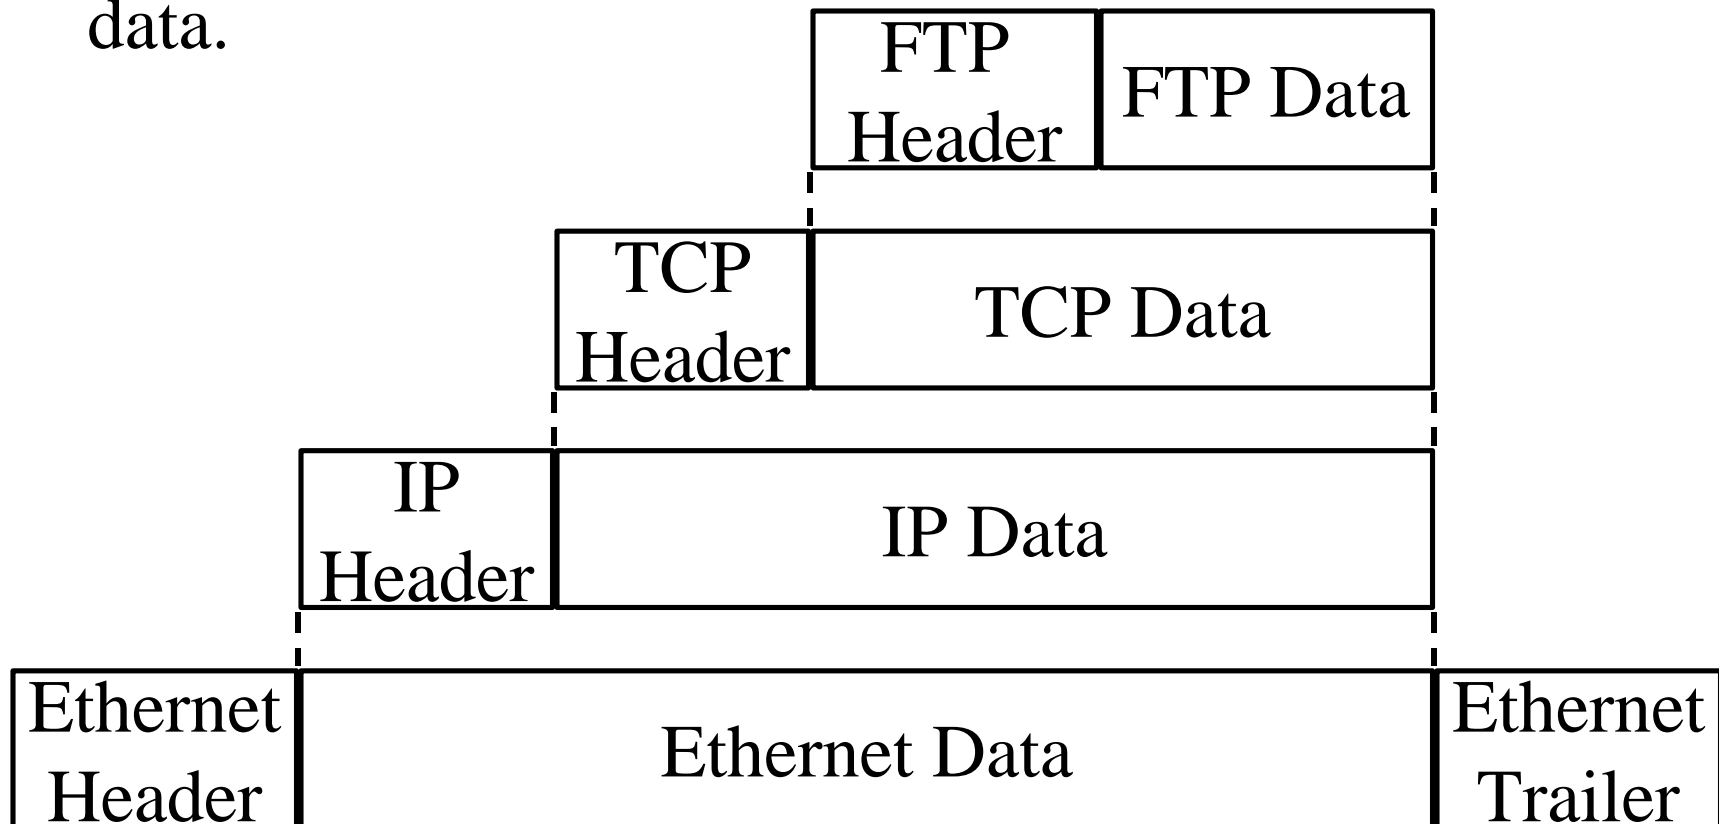 data.
FTP
Header
FTP Data
TCP
Header
TCP Data
IP
Header
IP Data
Ethernet
Header
Ethernet Data
Ethernet
Trailer